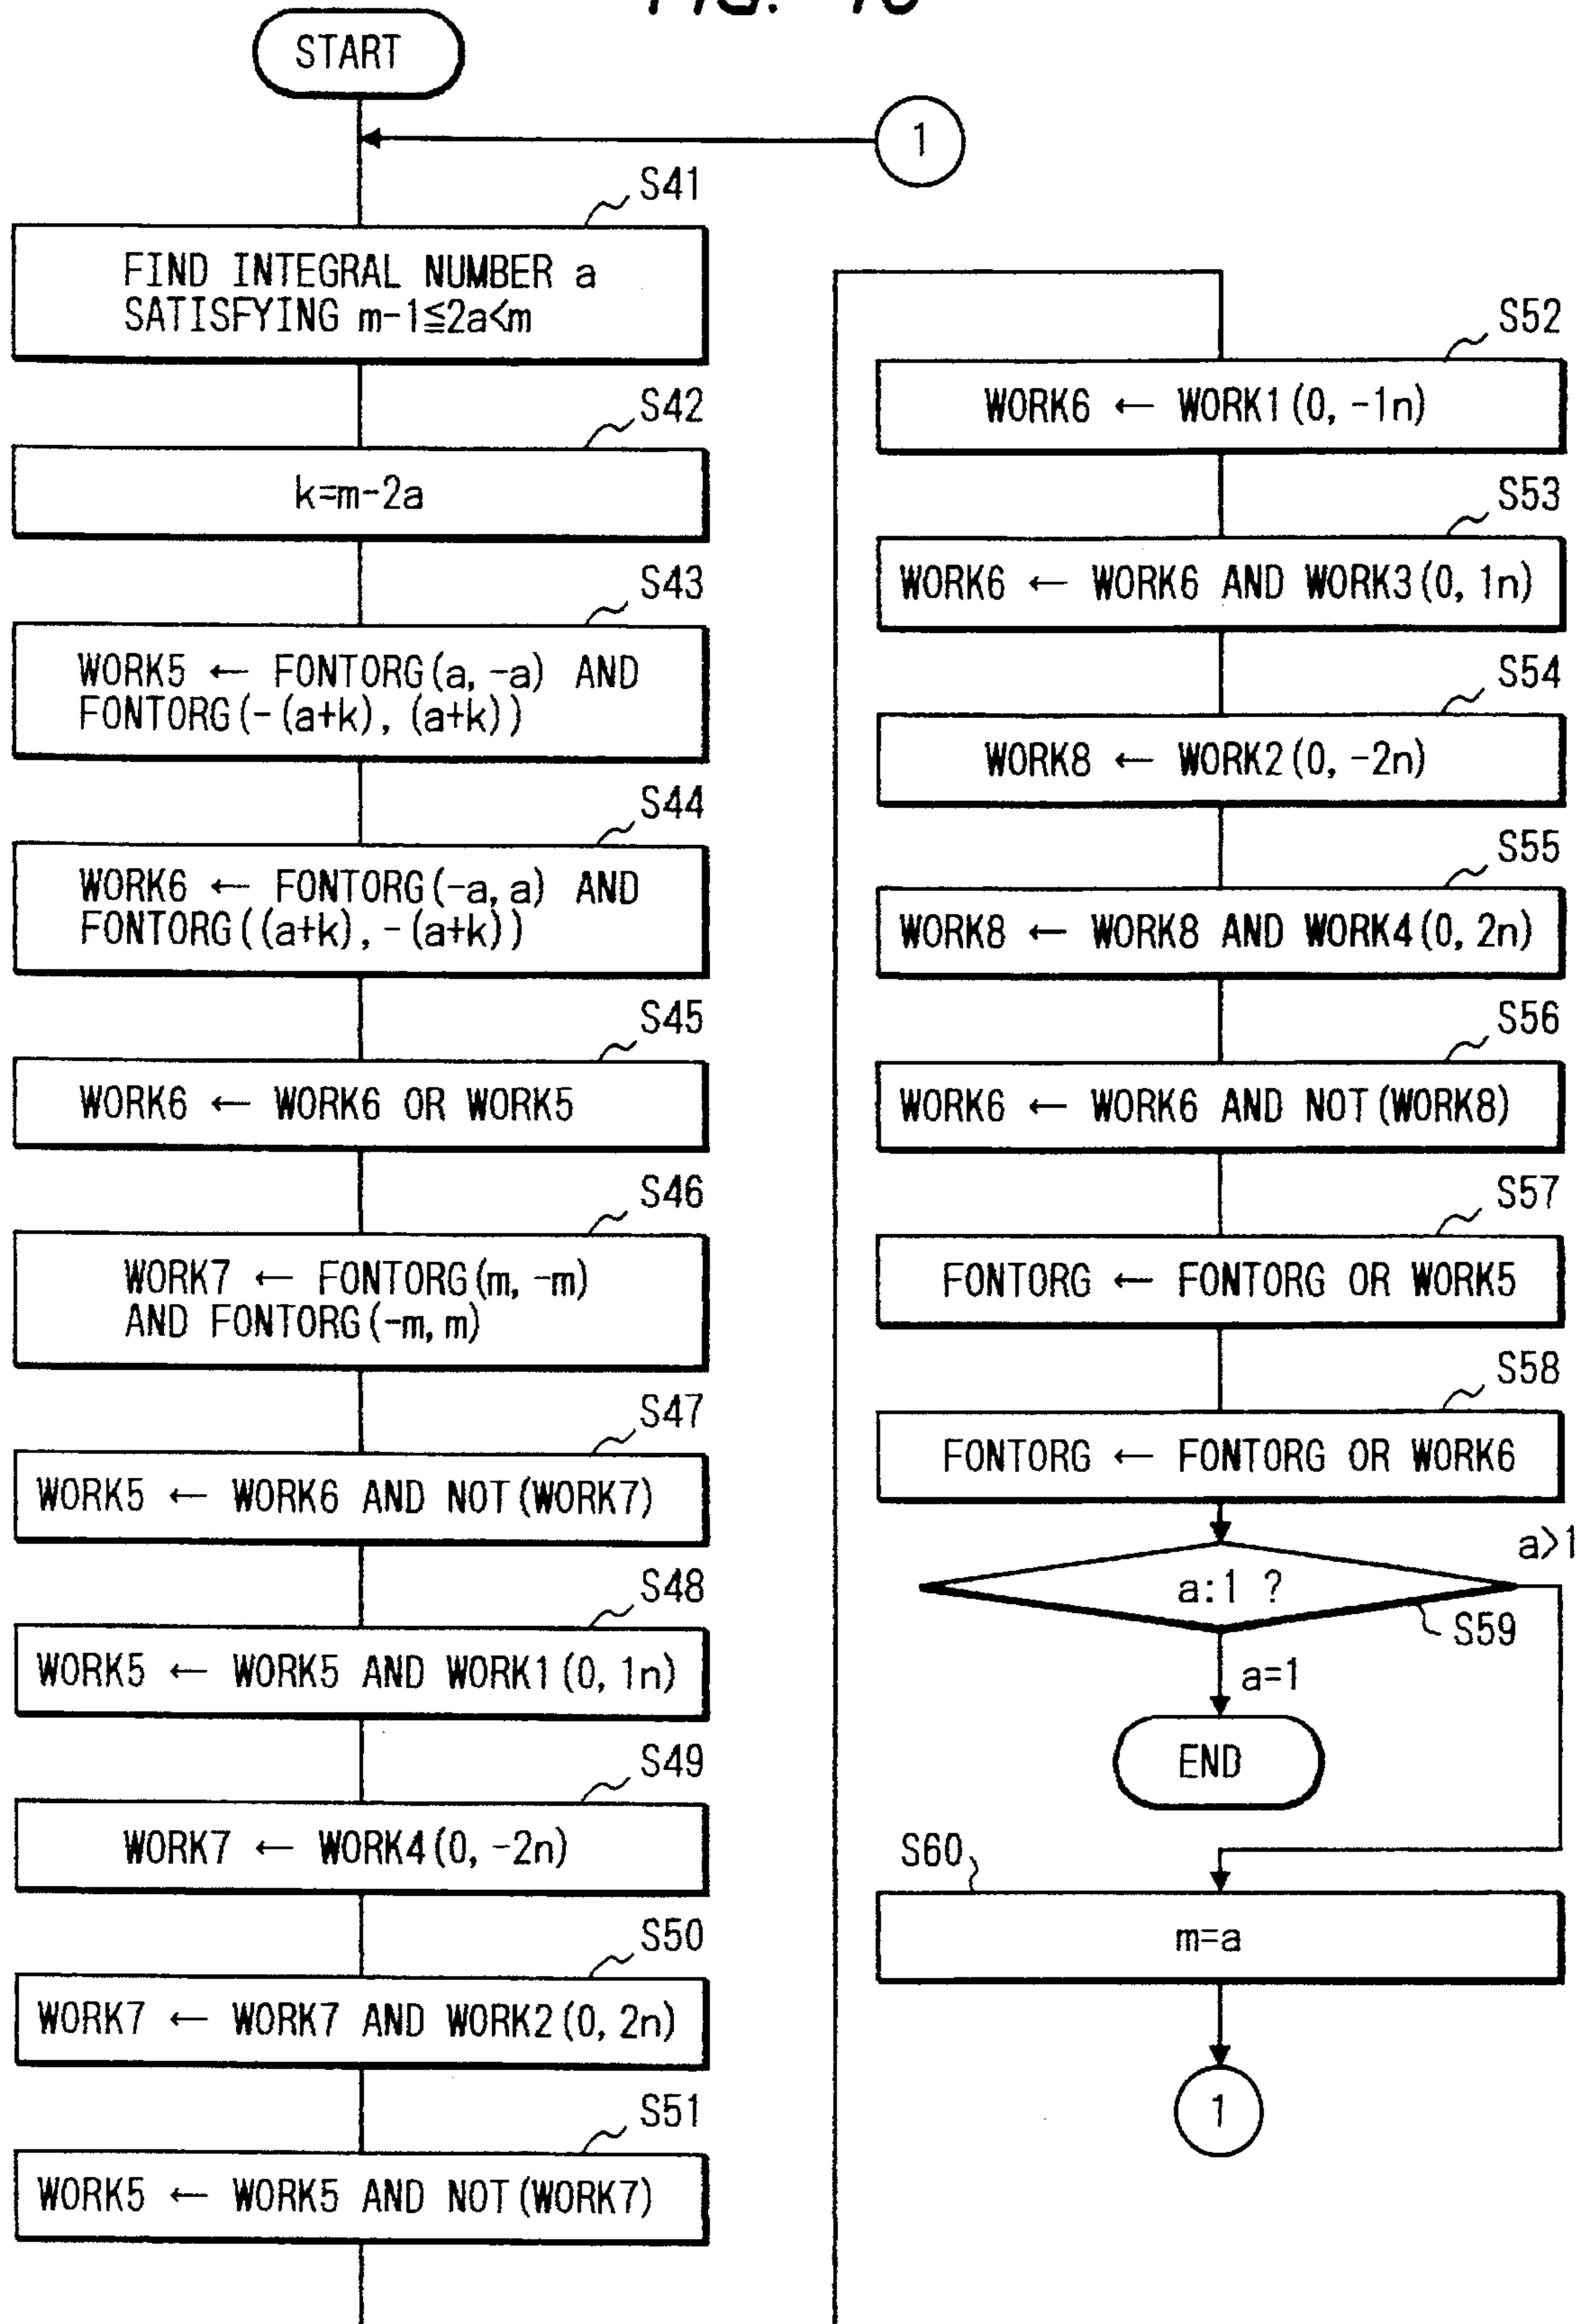 START
1
S41
FIND INTEGRAL NUMBER a
SATISFYING m-1≦2a<m
S42
k=m-2a
S43
WORK5 ← FONTORG(a, -a) AND
FONTORG(-(a+k), (a+k))
S44
WORK6 ← FONTORG(-a, a) AND
FONTORG((a+k), -(a+k))
S45
WORK6 ← WORK6 OR WORK5
S46
WORK7 ← FONTORG(m, -m)
AND FONTORG(-m, m)
S47
WORK5 ← WORK6 AND NOT(WORK7)
S48
WORK5 ← WORK5 AND WORK1(0, 1n)
S49
WORK7 ← WORK4(0, -2n)
S50
WORK7 ← WORK7 AND WORK2(0, 2n)
S51
WORK5 ← WORK5 AND NOT(WORK7)
S52
WORK6 ← WORK1(0, -1n)
S53
WORK6 ← WORK6 AND WORK3(0, 1n)
S54
WORK8 ← WORK2(0, -2n)
S55
WORK8 ← WORK8 AND WORK4(0, 2n)
S56
WORK6 ← WORK6 AND NOT(WORK8)
S57
FONTORG ← FONTORG OR WORK5
S58
FONTORG ← FONTORG OR WORK6
a>1
a:1 ?
S59
a=1
END
S60
m=a
1